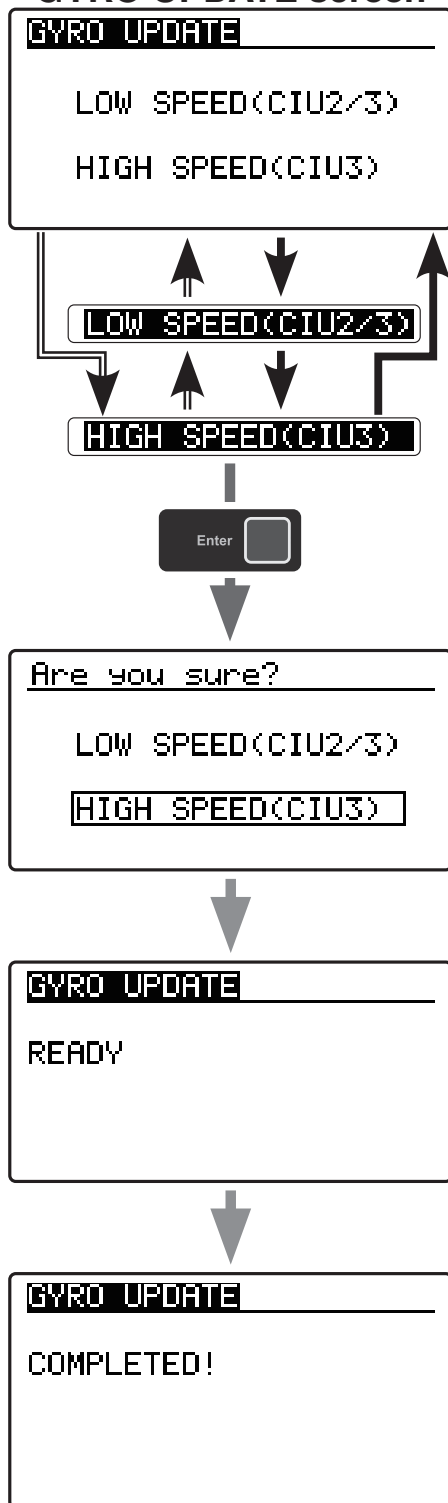 GYRO UPDATE
LOW SPEED(CIU2/3)
HIGH SPEED(CIU3)
LOW SPEED(CIU2/3)
HIGH SPEED(CIU3)
Enter
Are you sure?
LOW SPEED(CIU2/3)
HIGH SPEED(CIU3)
GYRO UPDATE
READY
GYRO UPDATE
COMPLETED!